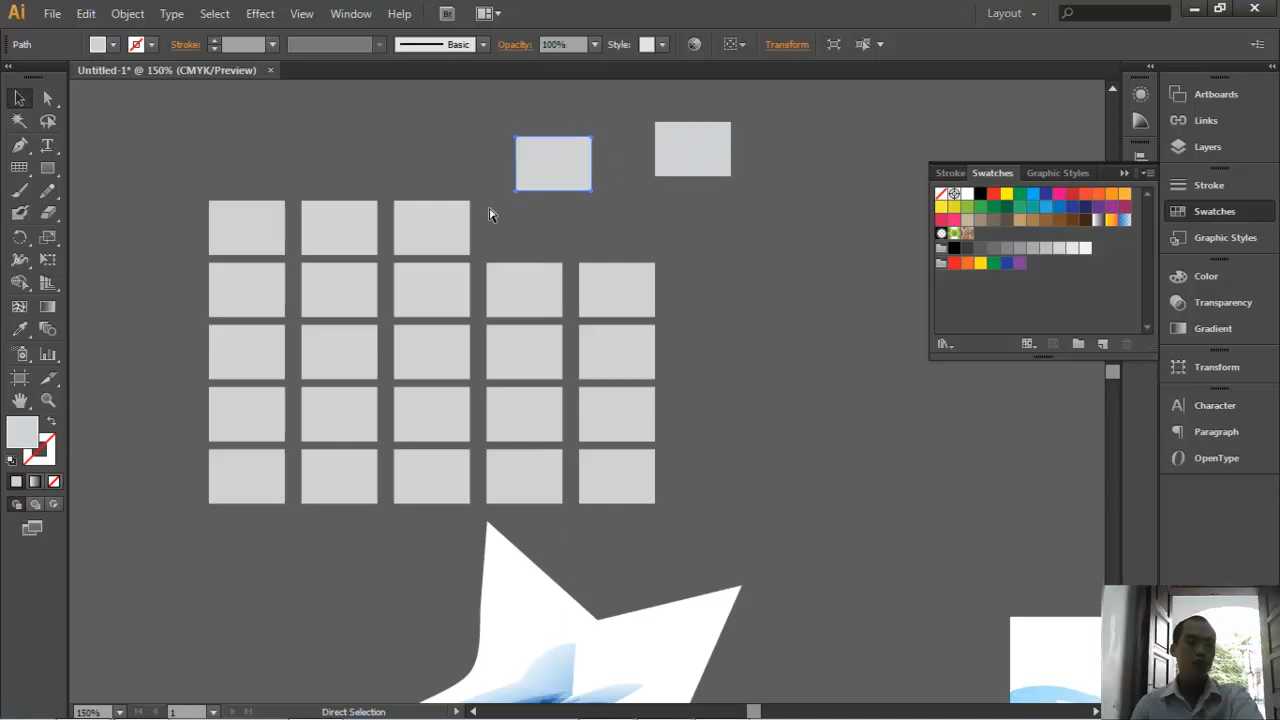 Ai File Edit Object Type Select Effect View Window Help Br Layout
Path Stroke: Basic Opacity: 100% Style: Transform
Untitled-1* @ 150% (CMYK/Preview)
Artboards
Links
Layers
Stroke Swatches Graphic Styles
Stroke
Swatches
Graphic Styles
Color
Transparency
Gradient
Transform
Character
Paragraph
OpenType
150% 1 Direct Selection